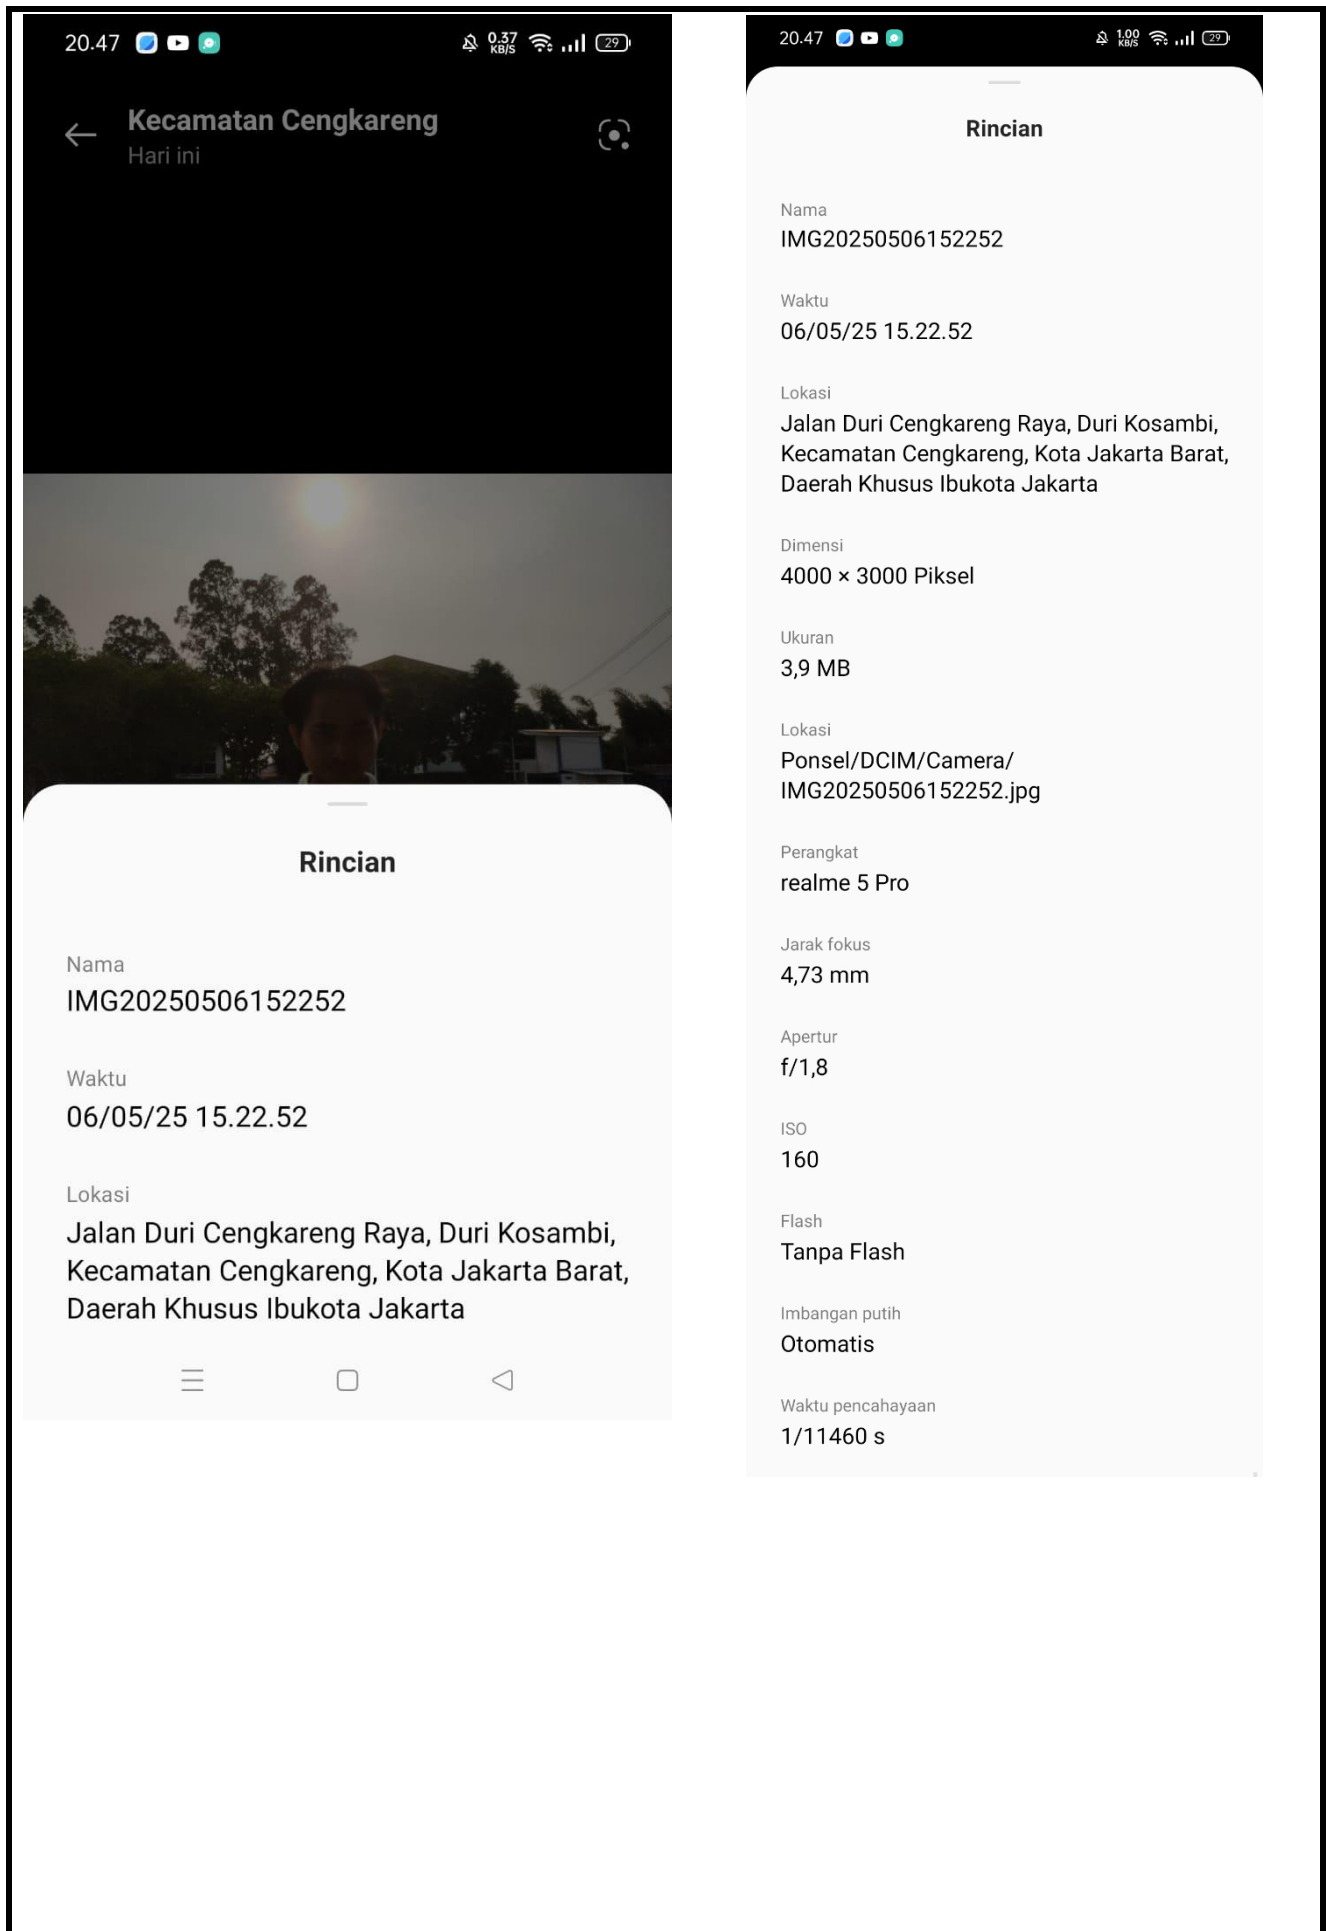 20.47
0.37
KB/S
29
Kecamatan Cengkareng
Hari ini
Rincian
Nama
IMG20250506152252
Waktu
06/05/25 15.22.52
Lokasi
Jalan Duri Cengkareng Raya, Duri Kosambi,
Kecamatan Cengkareng, Kota Jakarta Barat,
Daerah Khusus Ibukota Jakarta
20.47
1.00
KB/S
29
Rincian
Nama
IMG20250506152252
Waktu
06/05/25 15.22.52
Lokasi
Jalan Duri Cengkareng Raya, Duri Kosambi,
Kecamatan Cengkareng, Kota Jakarta Barat,
Daerah Khusus Ibukota Jakarta
Dimensi
4000 × 3000 Piksel
Ukuran
3,9 MB
Lokasi
Ponsel/DCIM/Camera/
IMG20250506152252.jpg
Perangkat
realme 5 Pro
Jarak fokus
4,73 mm
Apertur
f/1,8
ISO
160
Flash
Tanpa Flash
Imbangan putih
Otomatis
Waktu pencahayaan
1/11460 s